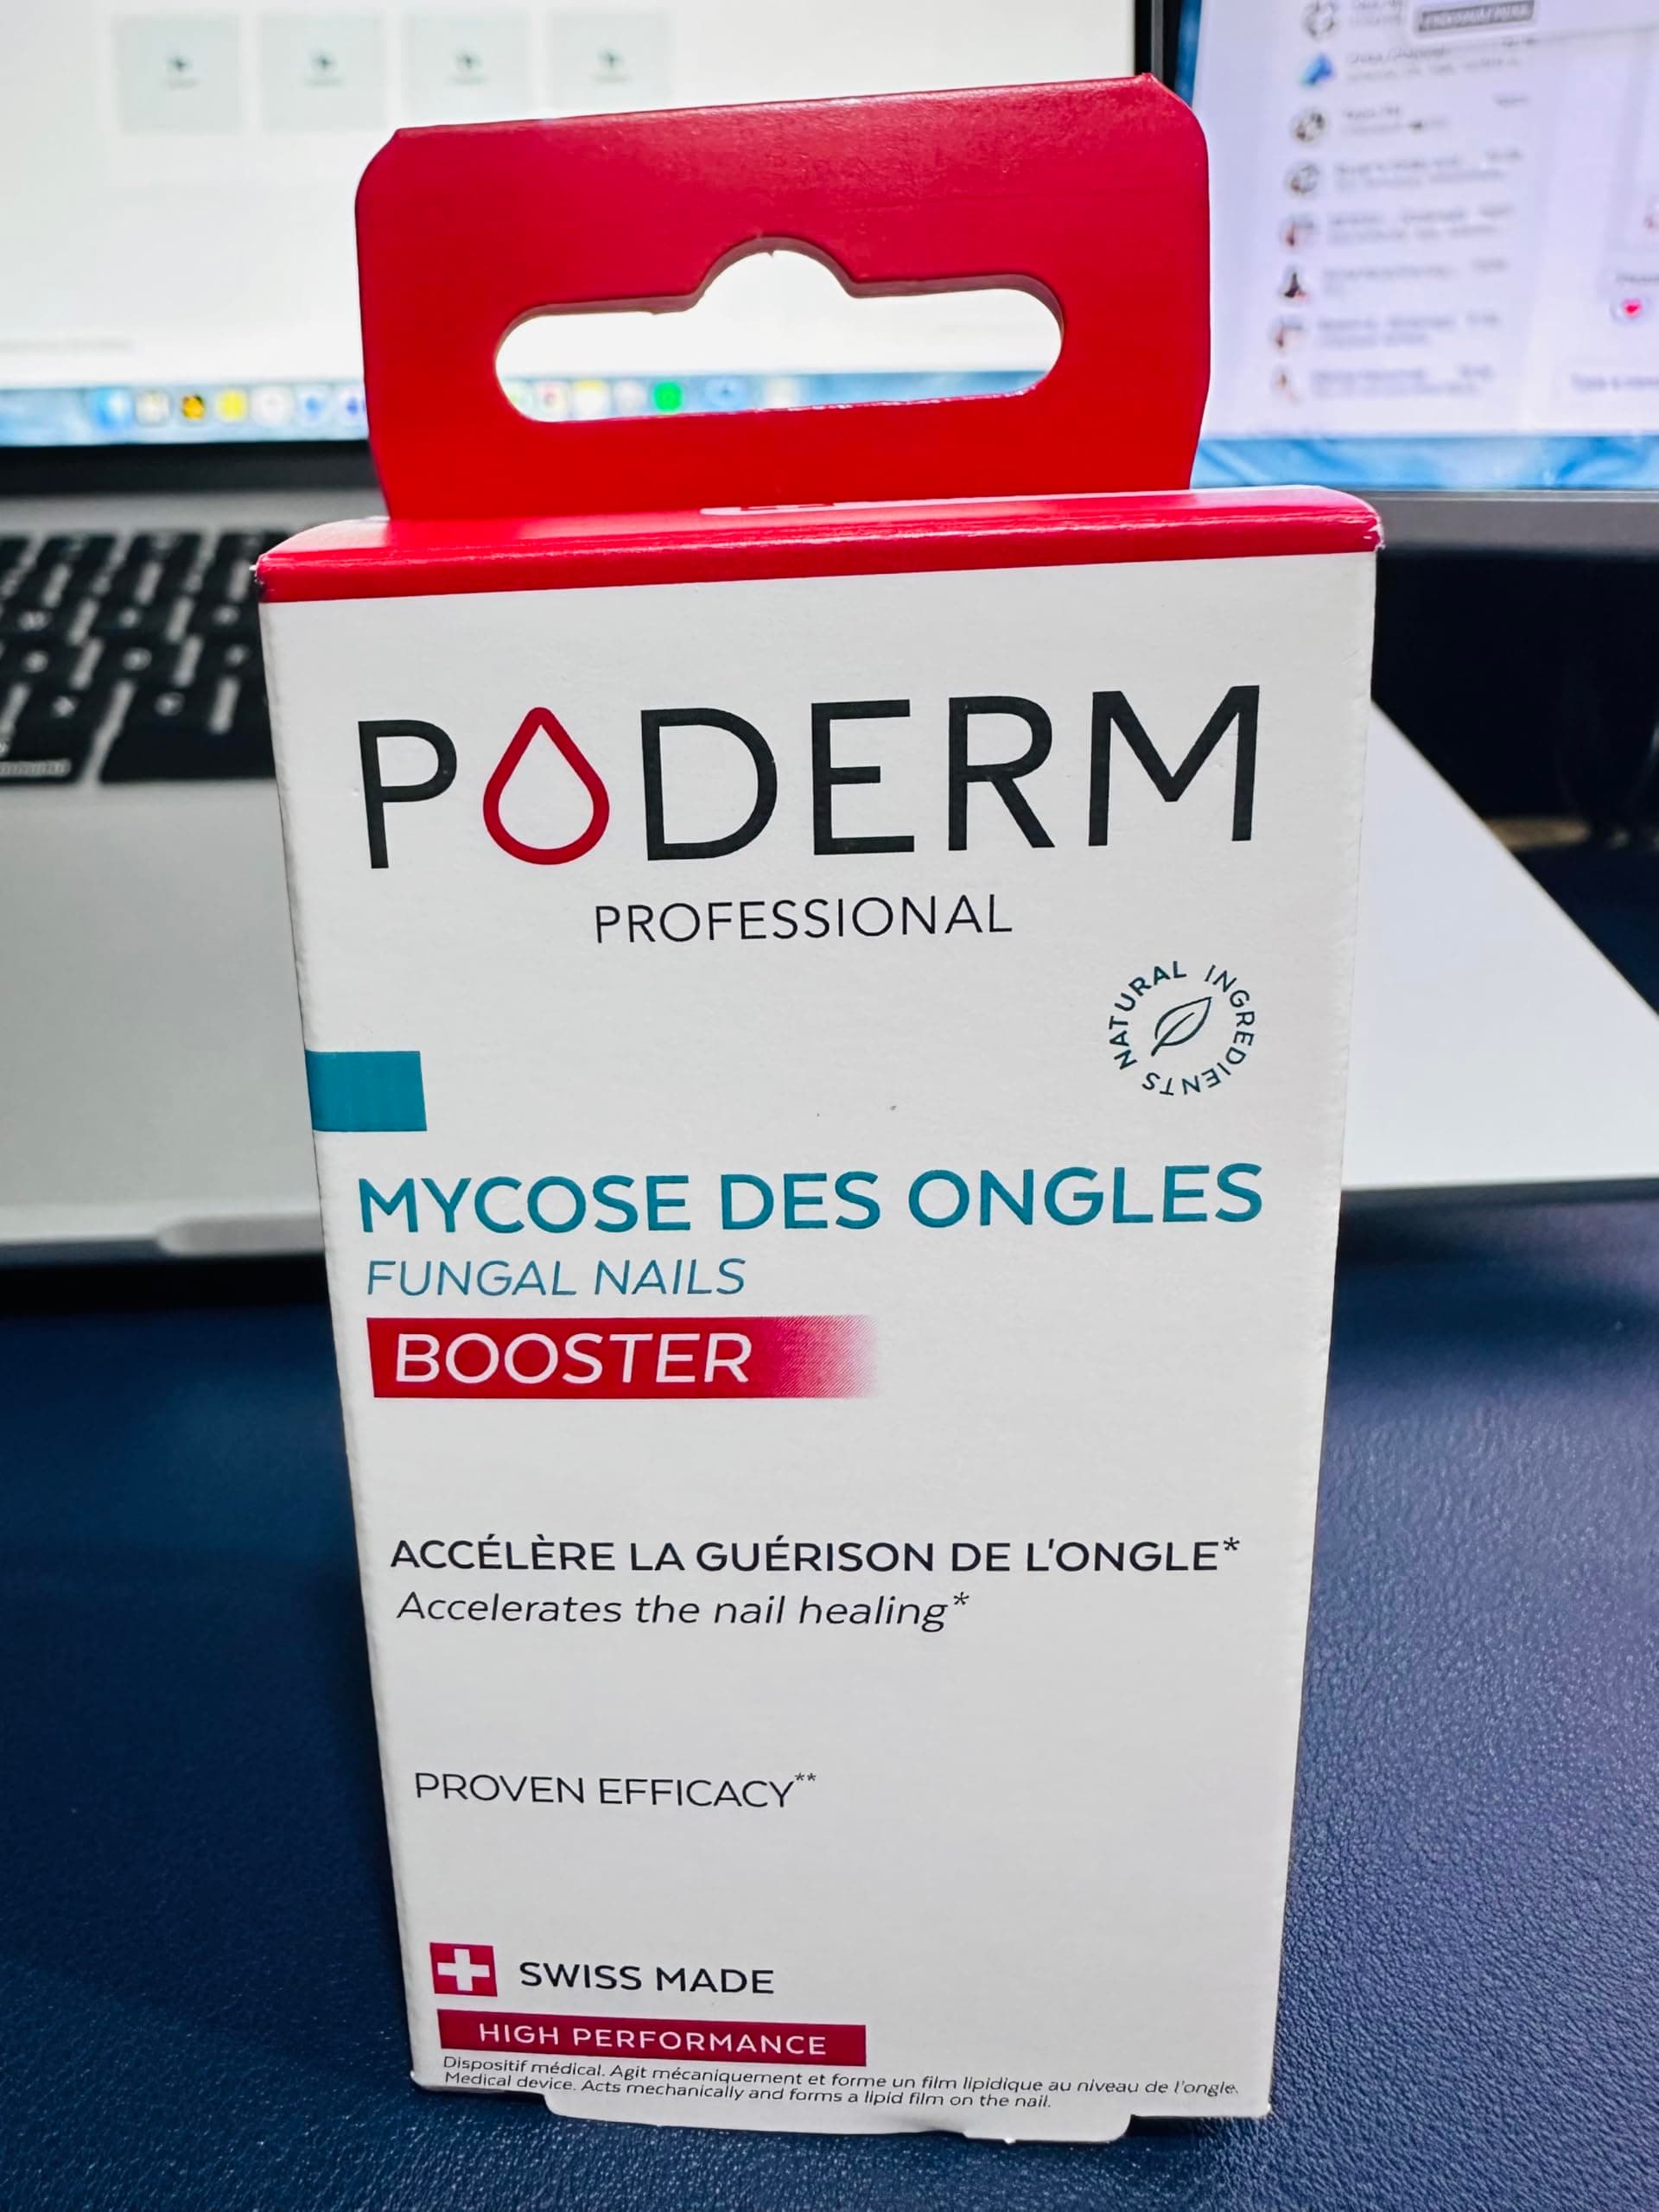 PODERM
PROFESSIONAL
NATURAL INGREDIENTS
MYCOSE DES ONGLES
FUNGAL NAILS
BOOSTER
ACCÉLÈRE LA GUÉRISON DE L'ONGLE*
Accelerates the nail healing*
PROVEN EFFICACY**
SWISS MADE
HIGH PERFORMANCE
Dispositif médical. Agit mécaniquement et forme un film lipidique au niveau de l'ongle.
Medical device. Acts mechanically and forms a lipid film on the nail.